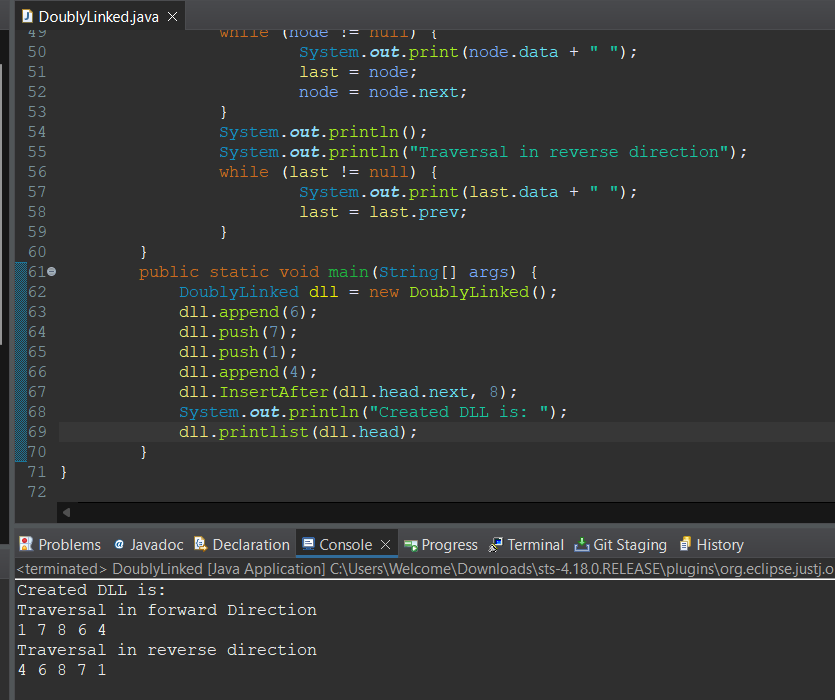 DoublyLinked.java
49 while (node != null) {
50 System.out.print(node.data + " ");
51 last = node;
52 node = node.next;
53 }
54 System.out.println();
55 System.out.println("Traversal in reverse direction");
56 while (last != null) {
57 System.out.print(last.data + " ");
58 last = last.prev;
59 }
60 }
61 public static void main(String[] args) {
62 DoublyLinked dll = new DoublyLinked();
63 dll.append(6);
64 dll.push(7);
65 dll.push(1);
66 dll.append(4);
67 dll.InsertAfter(dll.head.next, 8);
68 System.out.println("Created DLL is: ");
69 dll.printlist(dll.head);
70 }
71 }
72
Problems Javadoc Declaration Console Progress Terminal Git Staging History
<terminated> DoublyLinked [Java Application] C:\Users\Welcome\Downloads\sts-4.18.0.RELEASE\plugins\org.eclipse.justj.o
Created DLL is:
Traversal in forward Direction
1 7 8 6 4
Traversal in reverse direction
4 6 8 7 1